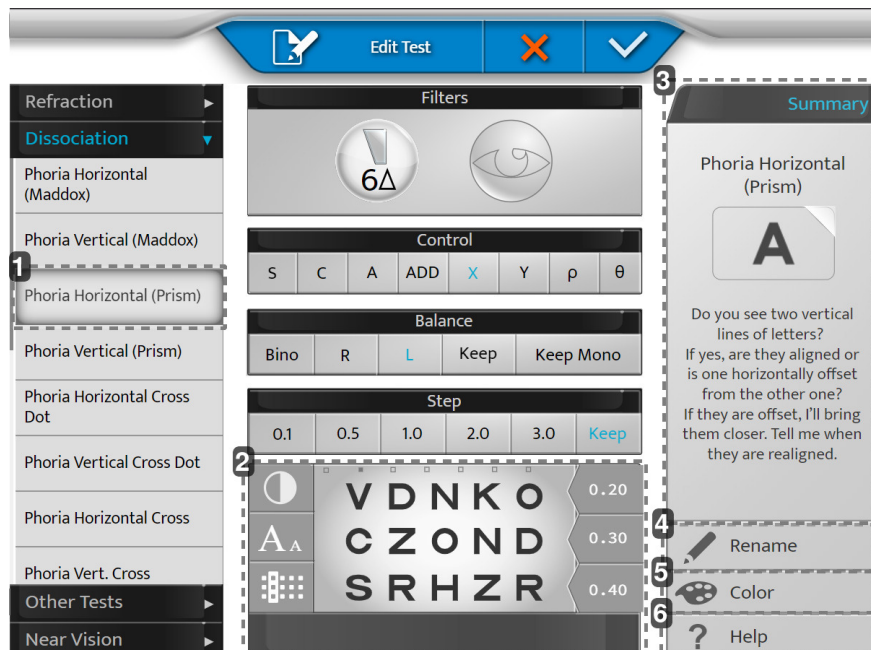 Edit Test
3
Refraction
Dissociation
Phoria Horizontal
(Maddox)
Phoria Vertical (Maddox)
1
Phoria Horizontal (Prism)
Phoria Vertical (Prism)
Phoria Horizontal Cross
Dot
Phoria Vertical Cross Dot
Phoria Horizontal Cross
Phoria Vert. Cross
Other Tests
Near Vision
Filters
6Δ
Control
S C A ADD X Y ρ θ
Balance
Bino R L Keep Keep Mono
Step
0.1 0.5 1.0 2.0 3.0 Keep
2
V D N K O 0.20
A A C Z O N D 0.30
S R H Z R 0.40
Summary
Phoria Horizontal
(Prism)
A
Do you see two vertical
lines of letters?
If yes, are they aligned or
is one horizontally offset
from the other one?
If they are offset, I'll bring
them closer. Tell me when
they are realigned.
4
Rename
5
Color
6
? Help